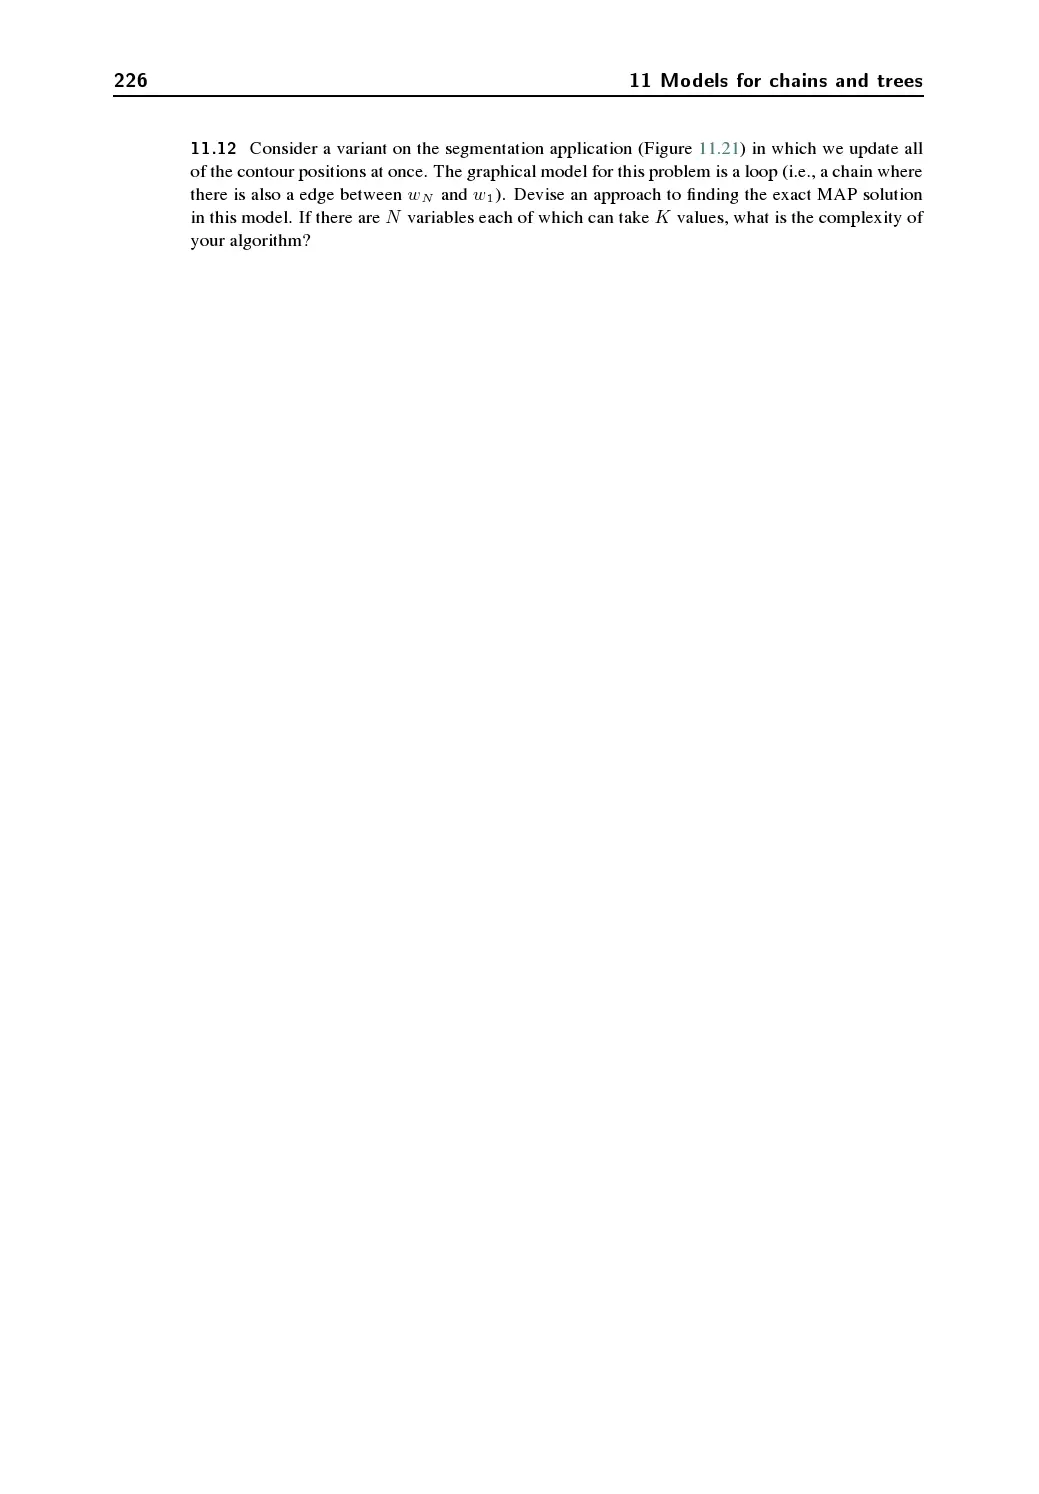 226 11 Models for chains and trees
11.12 Consider a variant on the segmentation application (Figure 11.21) in which we update all
of the contour positions at once. The graphical model for this problem is a loop (i.e., a chain where
there is also a edge between w_N and w_1). Devise an approach to finding the exact MAP solution
in this model. If there are N variables each of which can take K values, what is the complexity of
your algorithm?